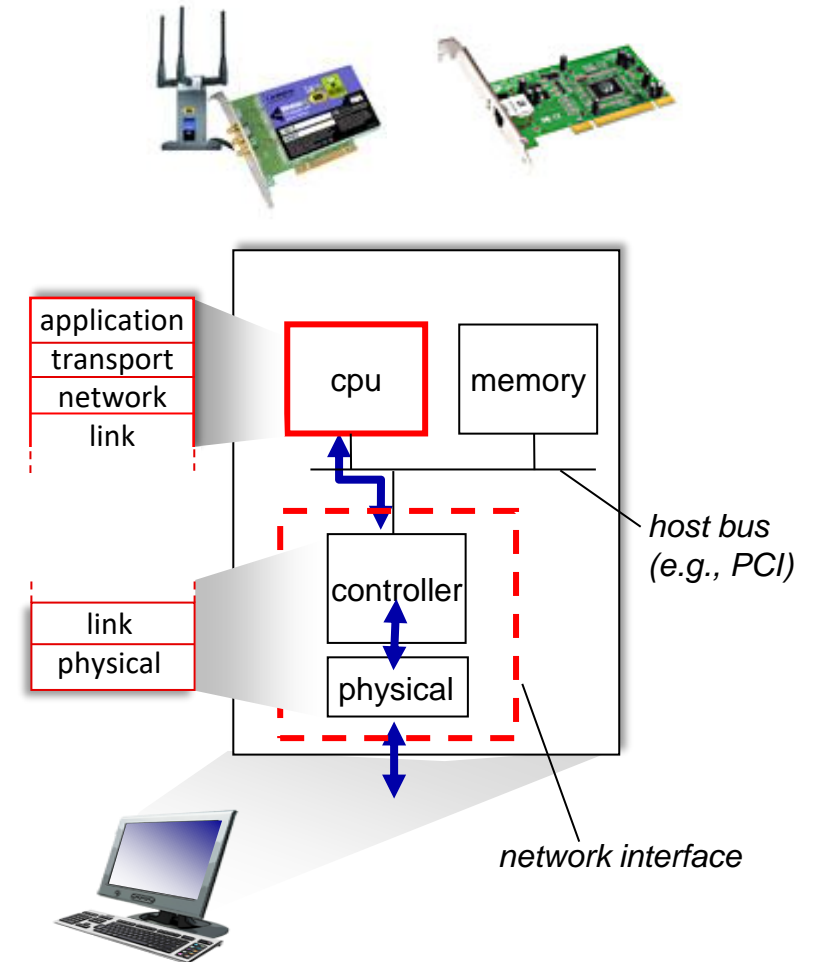 application
transport
network
link
cpu
memory
host bus
(e.g., PCI)
controller
link
physical
physical
network interface